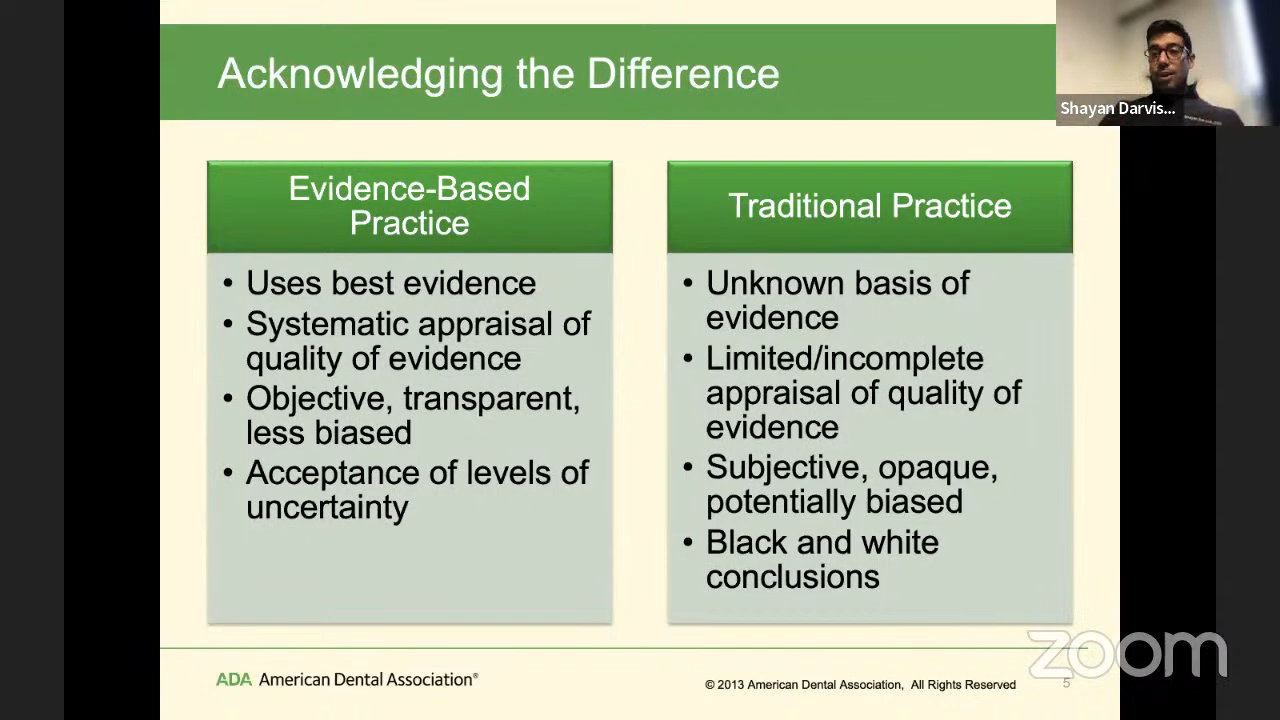 Acknowledging the Difference
Shayan Darvis...
Evidence-Based
Practice
• Uses best evidence
• Systematic appraisal of
quality of evidence
• Objective, transparent,
less biased
• Acceptance of levels of
uncertainty
Traditional Practice
• Unknown basis of
evidence
• Limited/incomplete
appraisal of quality of
evidence
• Subjective, opaque,
potentially biased
• Black and white
conclusions
ADA American Dental Association®
© 2013 American Dental Association, All Rights Reserved
5
zoom